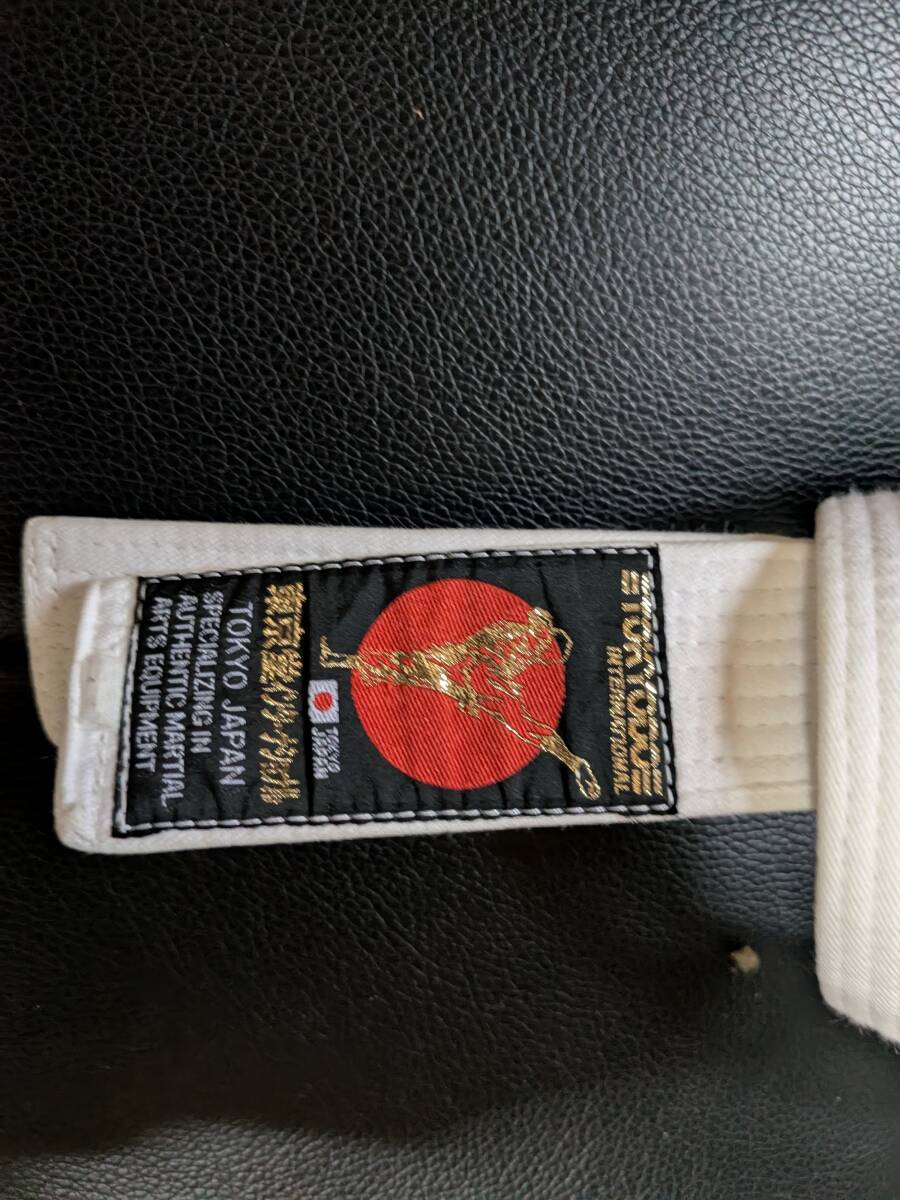 TOKYODO
INTERNATIONAL
TOKYO
JAPAN
東京堂インターナショナル
TOKYO JAPAN
SPECIALIZING IN
AUTHENTIC MARTIAL
ARTS EQUIPMENT